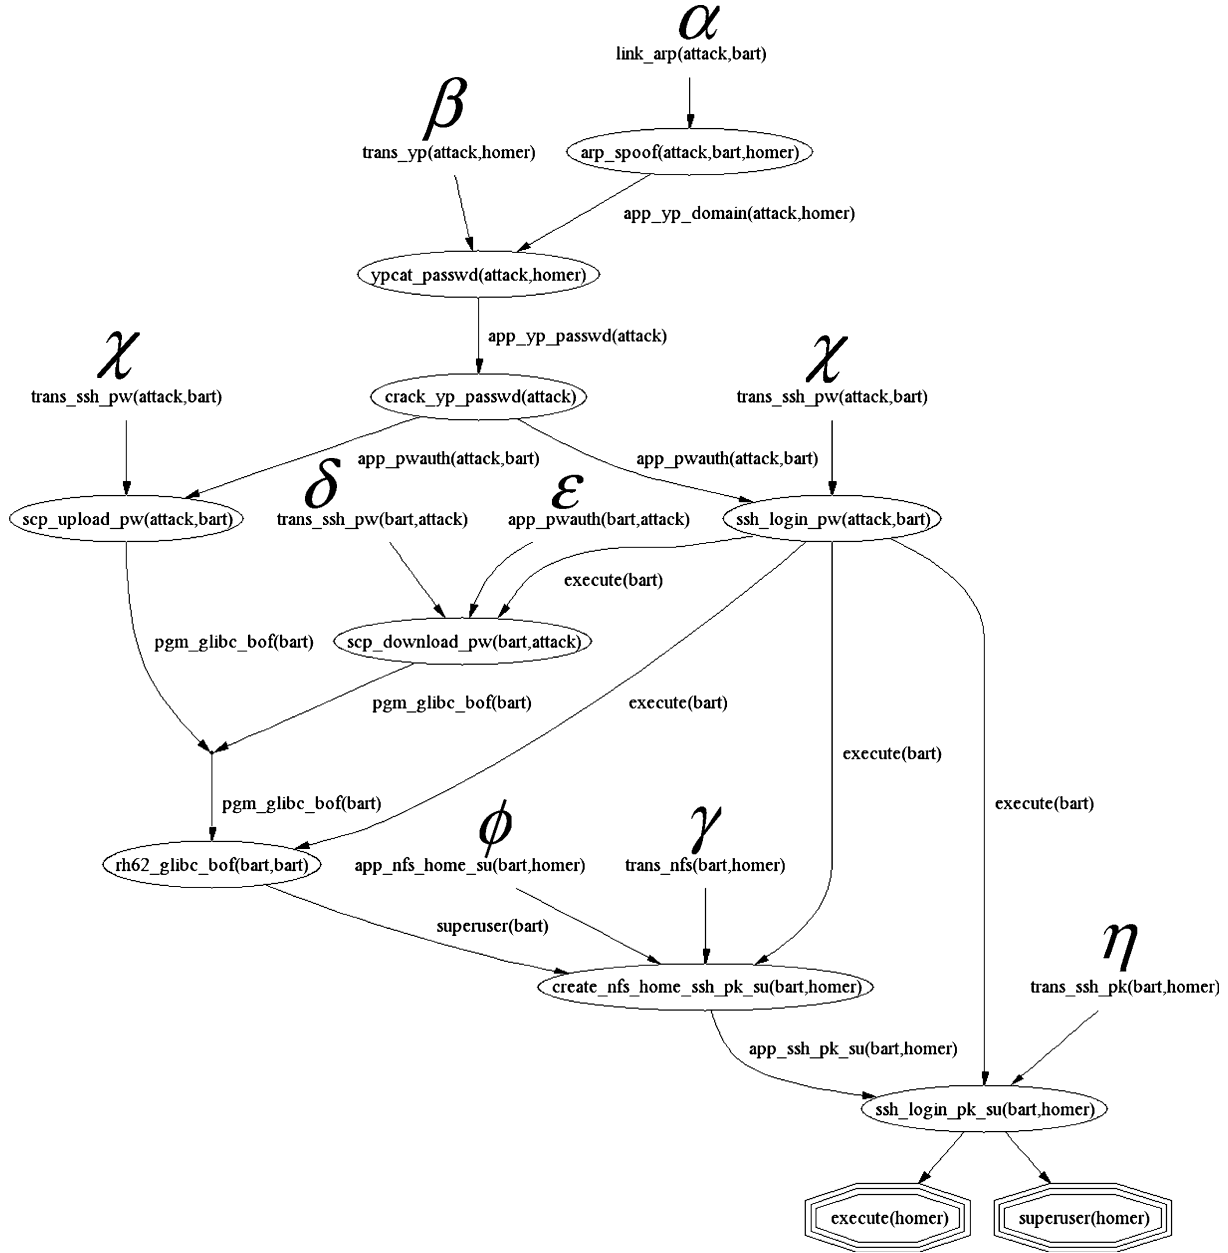 α
link_arp(attack,bart)
β
trans_yp(attack,homer)
arp_spoof(attack,bart,homer)
app_yp_domain(attack,homer)
ypcat_passwd(attack,homer)
app_yp_passwd(attack)
χ
trans_ssh_pw(attack,bart)
crack_yp_passwd(attack)
χ
trans_ssh_pw(attack,bart)
app_pwauth(attack,bart)
app_pwauth(attack,bart)
δ
trans_ssh_pw(bart,attack)
ε
app_pwauth(bart,attack)
scp_upload_pw(attack,bart)
ssh_login_pw(attack,bart)
execute(bart)
pgm_glibc_bof(bart)
scp_download_pw(bart,attack)
pgm_glibc_bof(bart)
execute(bart)
execute(bart)
pgm_glibc_bof(bart)
execute(bart)
ϕ
app_nfs_home_su(bart,homer)
γ
trans_nfs(bart,homer)
rh62_glibc_bof(bart,bart)
superuser(bart)
η
trans_ssh_pk(bart,homer)
create_nfs_home_ssh_pk_su(bart,homer)
app_ssh_pk_su(bart,homer)
ssh_login_pk_su(bart,homer)
execute(homer)
superuser(homer)